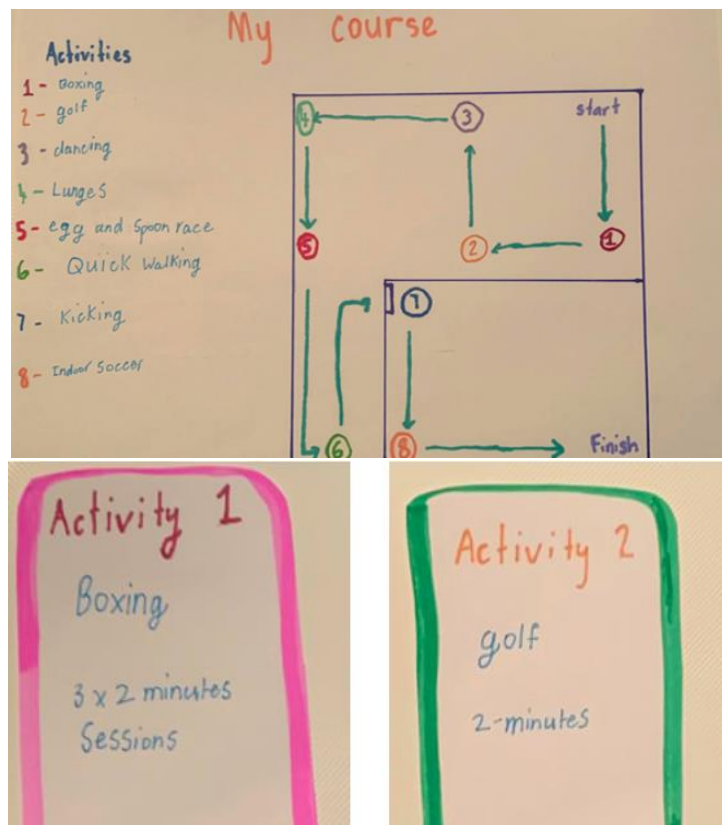 My course
Activities
1 - Boxing
2 - golf
3 - dancing
4 - Lunges
5 - egg and spoon race
6 - Quick walking
7 - Kicking
8 - Indoor Soccer
start
4
3
5
2
1
7
6
8
Finish
Activity 1
Boxing
3 x 2 minutes
Sessions
Activity 2
golf
2-minutes